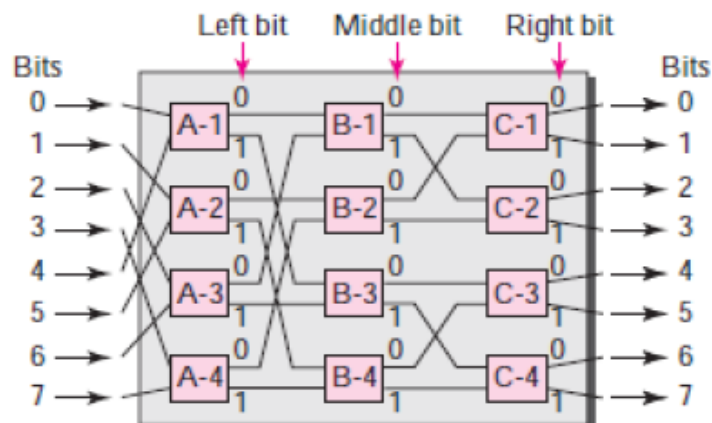 Left bit Middle bit Right bit
Bits Bits
0 0 0 0 0
A-1 B-1 C-1
1 1 1 1 1
0 0 0
2 A-2 B-2 C-2 2
3 1 1 1 3
0 0 0
4 A-3 B-3 C-3 4
5 1 1 1 5
0 0 0
6 A-4 B-4 C-4 6
7 1 1 1 7